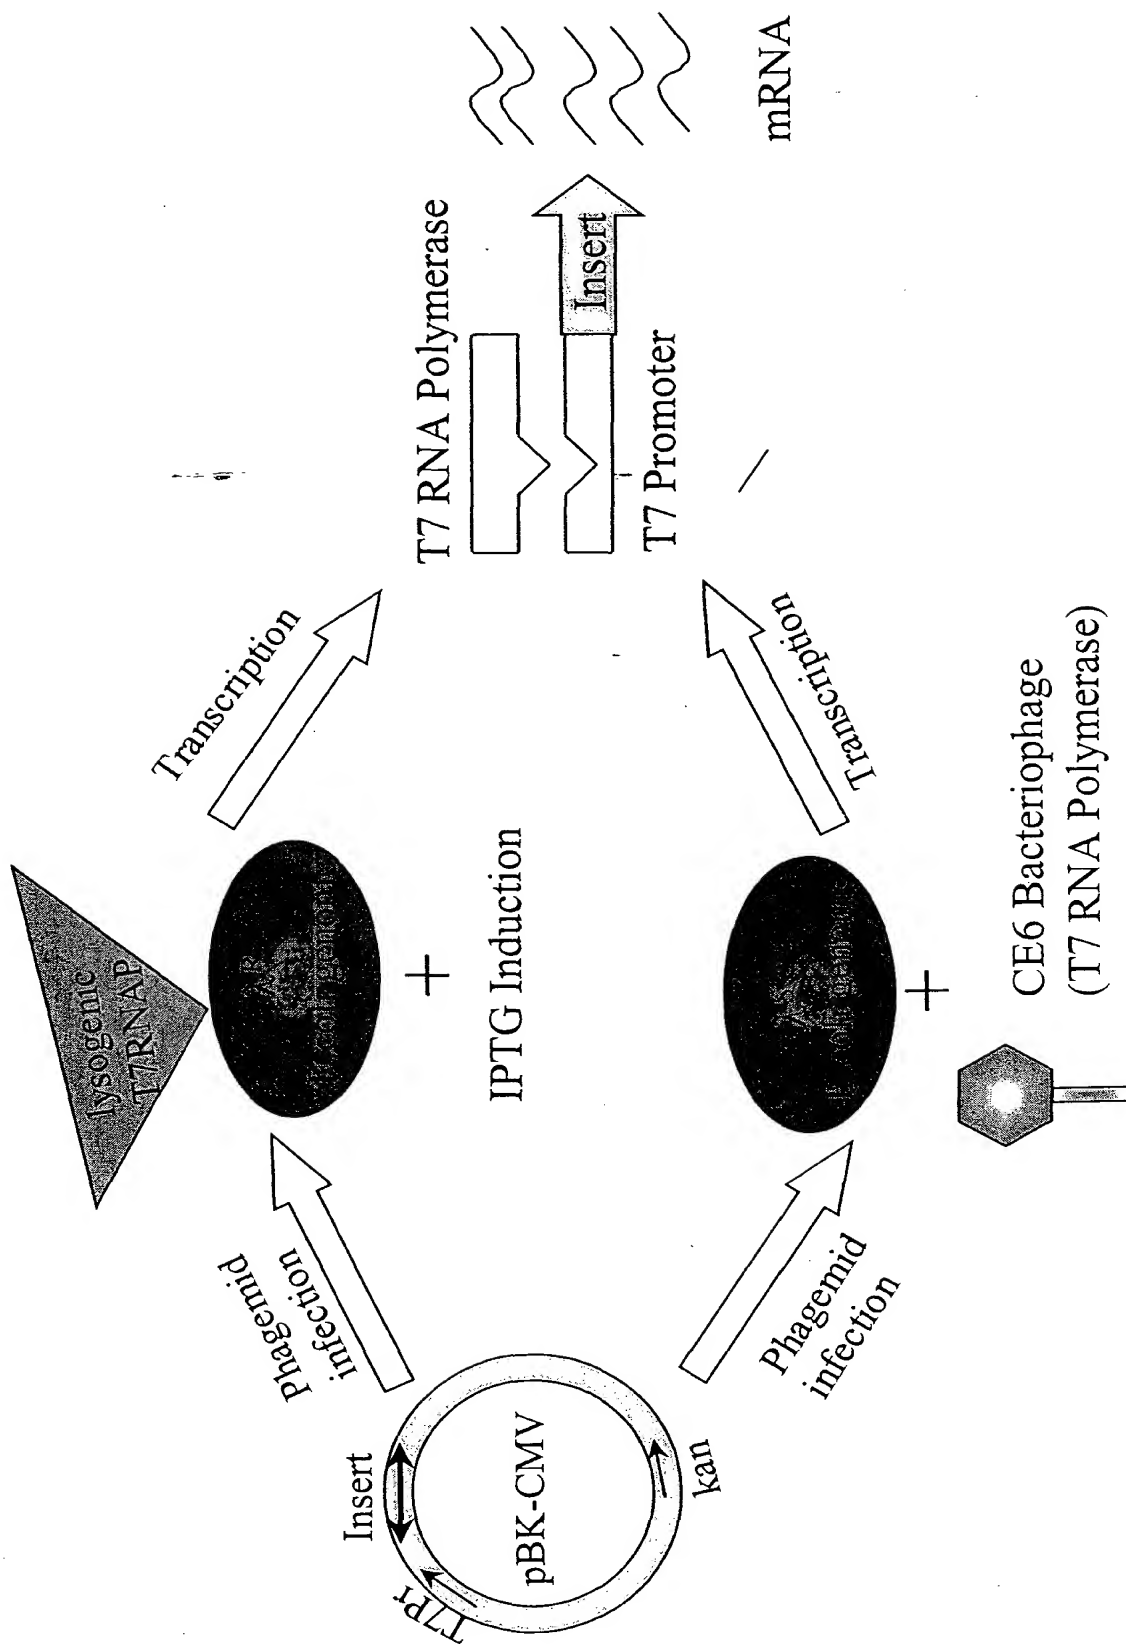 Insert
T7Pr
pBK-CMV
kan
Phagemid
infection
Phagemid
infection
lysogenic
T7RNAP
+
IPTG Induction
+
CE6 Bacteriophage
(T7 RNA Polymerase)
Transcription
Transcription
T7 RNA Polymerase
Insert
T7 Promoter
mRNA